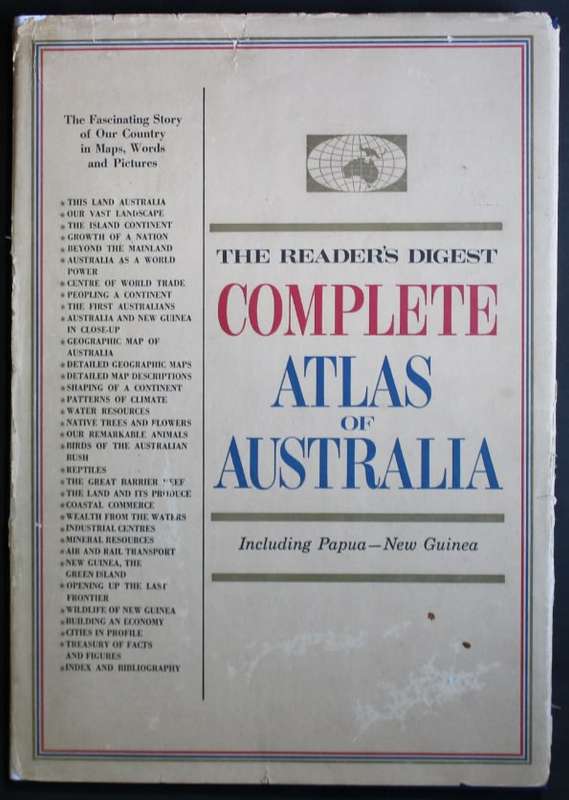 The Fascinating Story
of Our Country
in Maps, Words
and Pictures
THIS LAND AUSTRALIA
OUR VAST LANDSCAPE
THE ISLAND CONTINENT
GROWTH OF A NATION
BEYOND THE MAINLAND
AUSTRALIA AS A WORLD
POWER
CENTRE OF WORLD TRADE
PEOPLING A CONTINENT
THE FIRST AUSTRALIANS
AUSTRALIA AND NEW GUINEA
IN CLOSE-UP
GEOGRAPHIC MAP OF
AUSTRALIA
DETAILED GEOGRAPHIC MAPS
DETAILED MAP DESCRIPTIONS
SHAPING OF A CONTINENT
PATTERNS OF CLIMATE
WATER RESOURCES
NATIVE TREES AND FLOWERS
OUR REMARKABLE ANIMALS
BIRDS OF THE AUSTRALIAN
BUSH
REPTILES
THE GREAT BARRIER REEF
THE LAND AND ITS PRODUCE
COASTAL COMMERCE
WEALTH FROM THE WATERS
INDUSTRIAL CENTRES
MINERAL RESOURCES
AIR AND RAIL TRANSPORT
NEW GUINEA, THE
GREEN ISLAND
OPENING UP THE LAST
FRONTIER
WILDLIFE OF NEW GUINEA
BUILDING AN ECONOMY
CITIES IN PROFILE
TREASURY OF FACTS
AND FIGURES
INDEX AND BIBLIOGRAPHY
THE READER'S DIGEST
COMPLETE
ATLAS
OF
AUSTRALIA
Including Papua—New Guinea